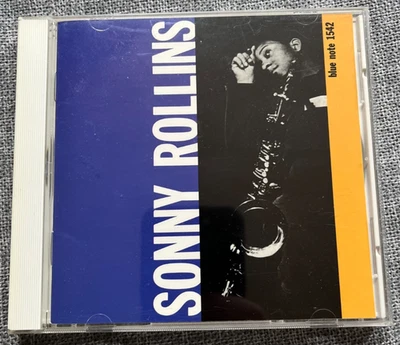 SONNY ROLLINS
blue note 1542